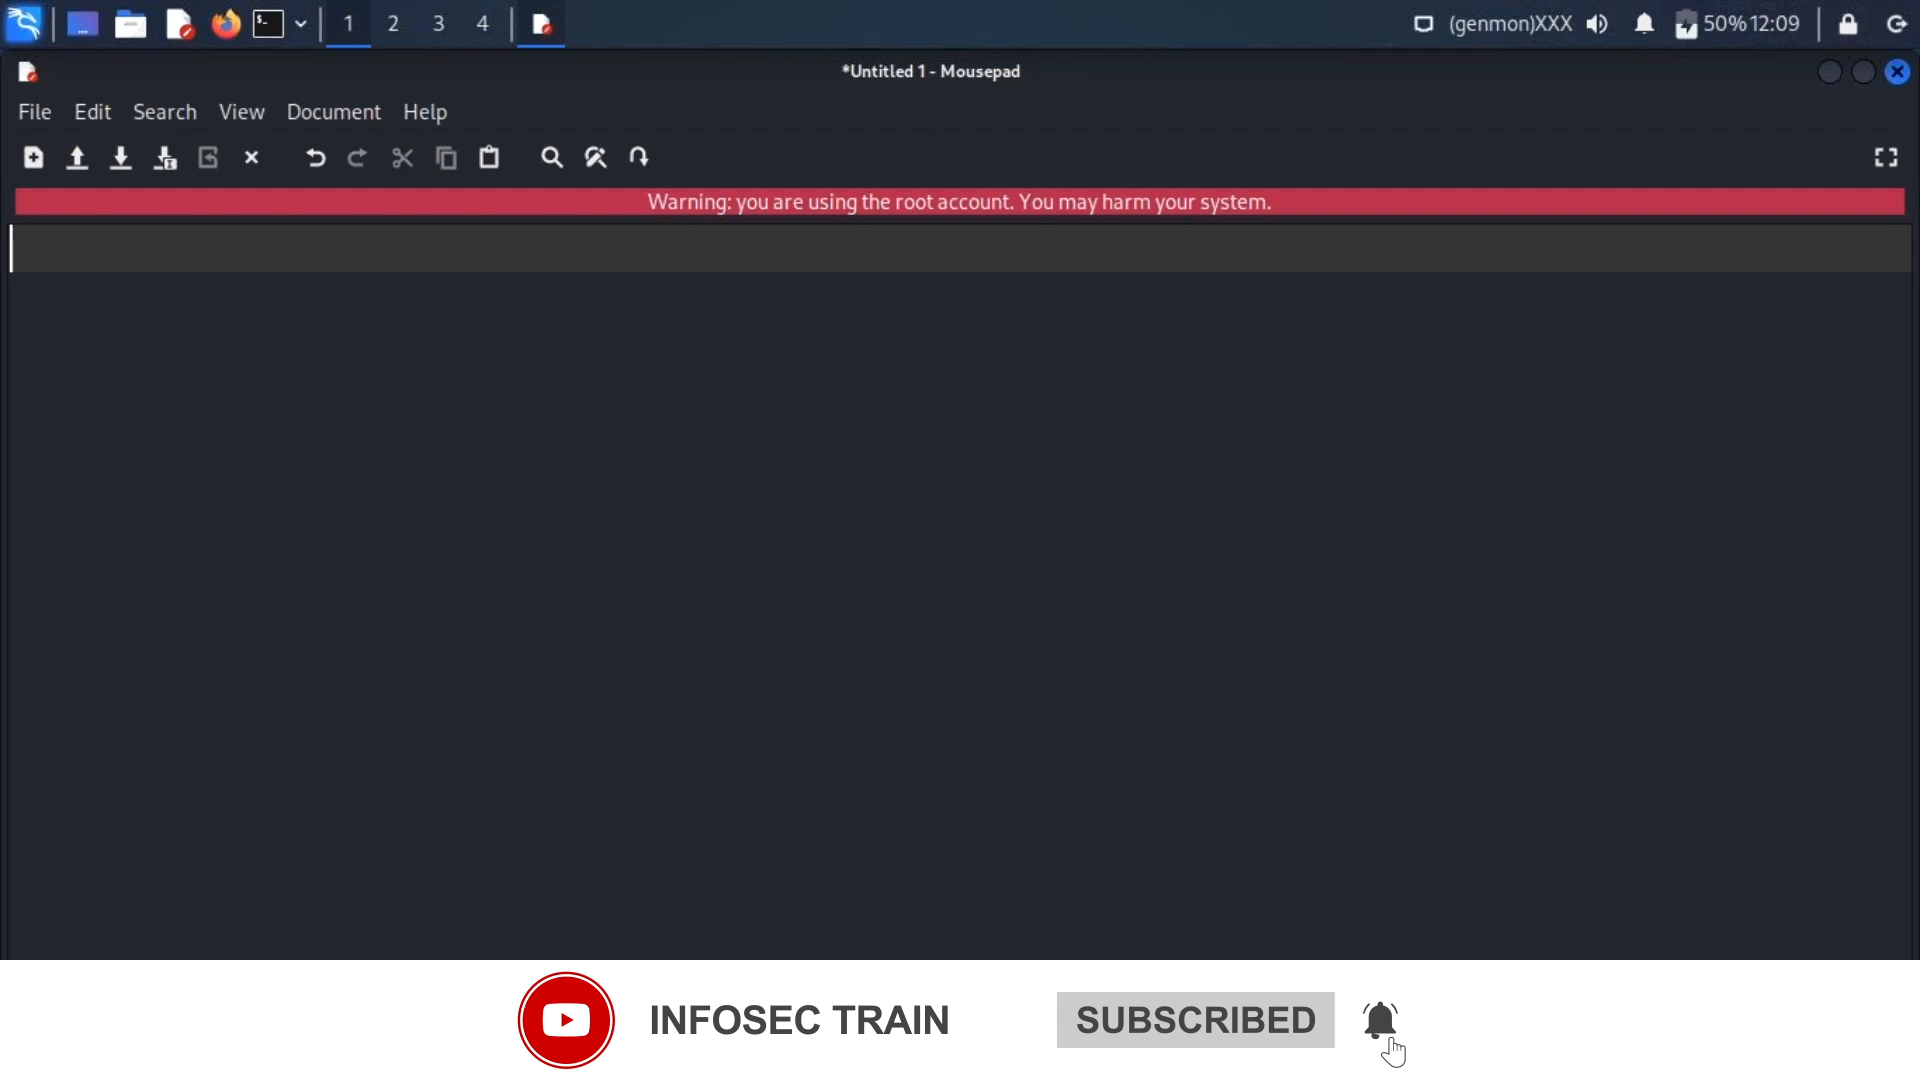 1 2 3 4 (genmon)XXX 50% 12:09
*Untitled 1 - Mousepad
File Edit Search View Document Help
Warning: you are using the root account. You may harm your system.
INFOSEC TRAIN SUBSCRIBED